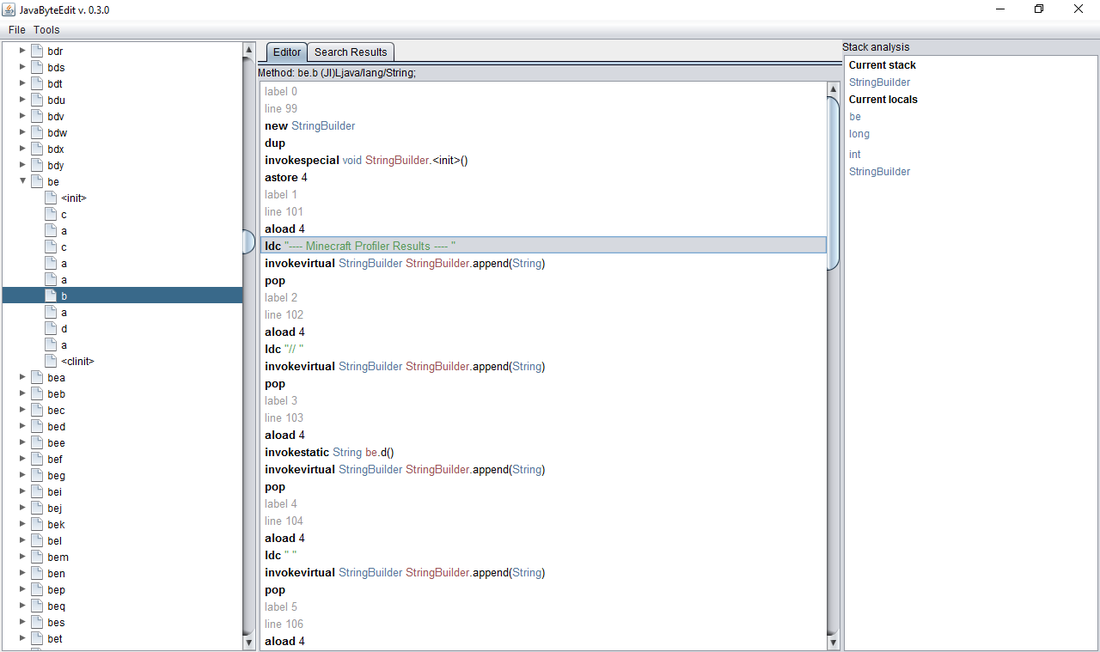 JavaByteEdit v. 0.3.0
File Tools
bdr
bds
bdt
bdu
bdv
bdw
bdx
bdy
be
<init>
c
a
c
a
a
b
a
d
a
<clinit>
bea
beb
bec
bed
bee
bef
beg
bei
bej
bek
bel
bem
ben
bep
beq
bes
bet
Editor Search Results
Method: be.b (JI)Ljava/lang/String;
label 0
line 99
new StringBuilder
dup
invokespecial void StringBuilder.<init>()
astore 4
label 1
line 101
aload 4
ldc "---- Minecraft Profiler Results ---- "
invokevirtual StringBuilder StringBuilder.append(String)
pop
label 2
line 102
aload 4
ldc "// "
invokevirtual StringBuilder StringBuilder.append(String)
pop
label 3
line 103
aload 4
invokestatic String be.d()
invokevirtual StringBuilder StringBuilder.append(String)
pop
label 4
line 104
aload 4
ldc " "
invokevirtual StringBuilder StringBuilder.append(String)
pop
label 5
line 106
aload 4
Stack analysis
Current stack
StringBuilder
Current locals
be
long
int
StringBuilder